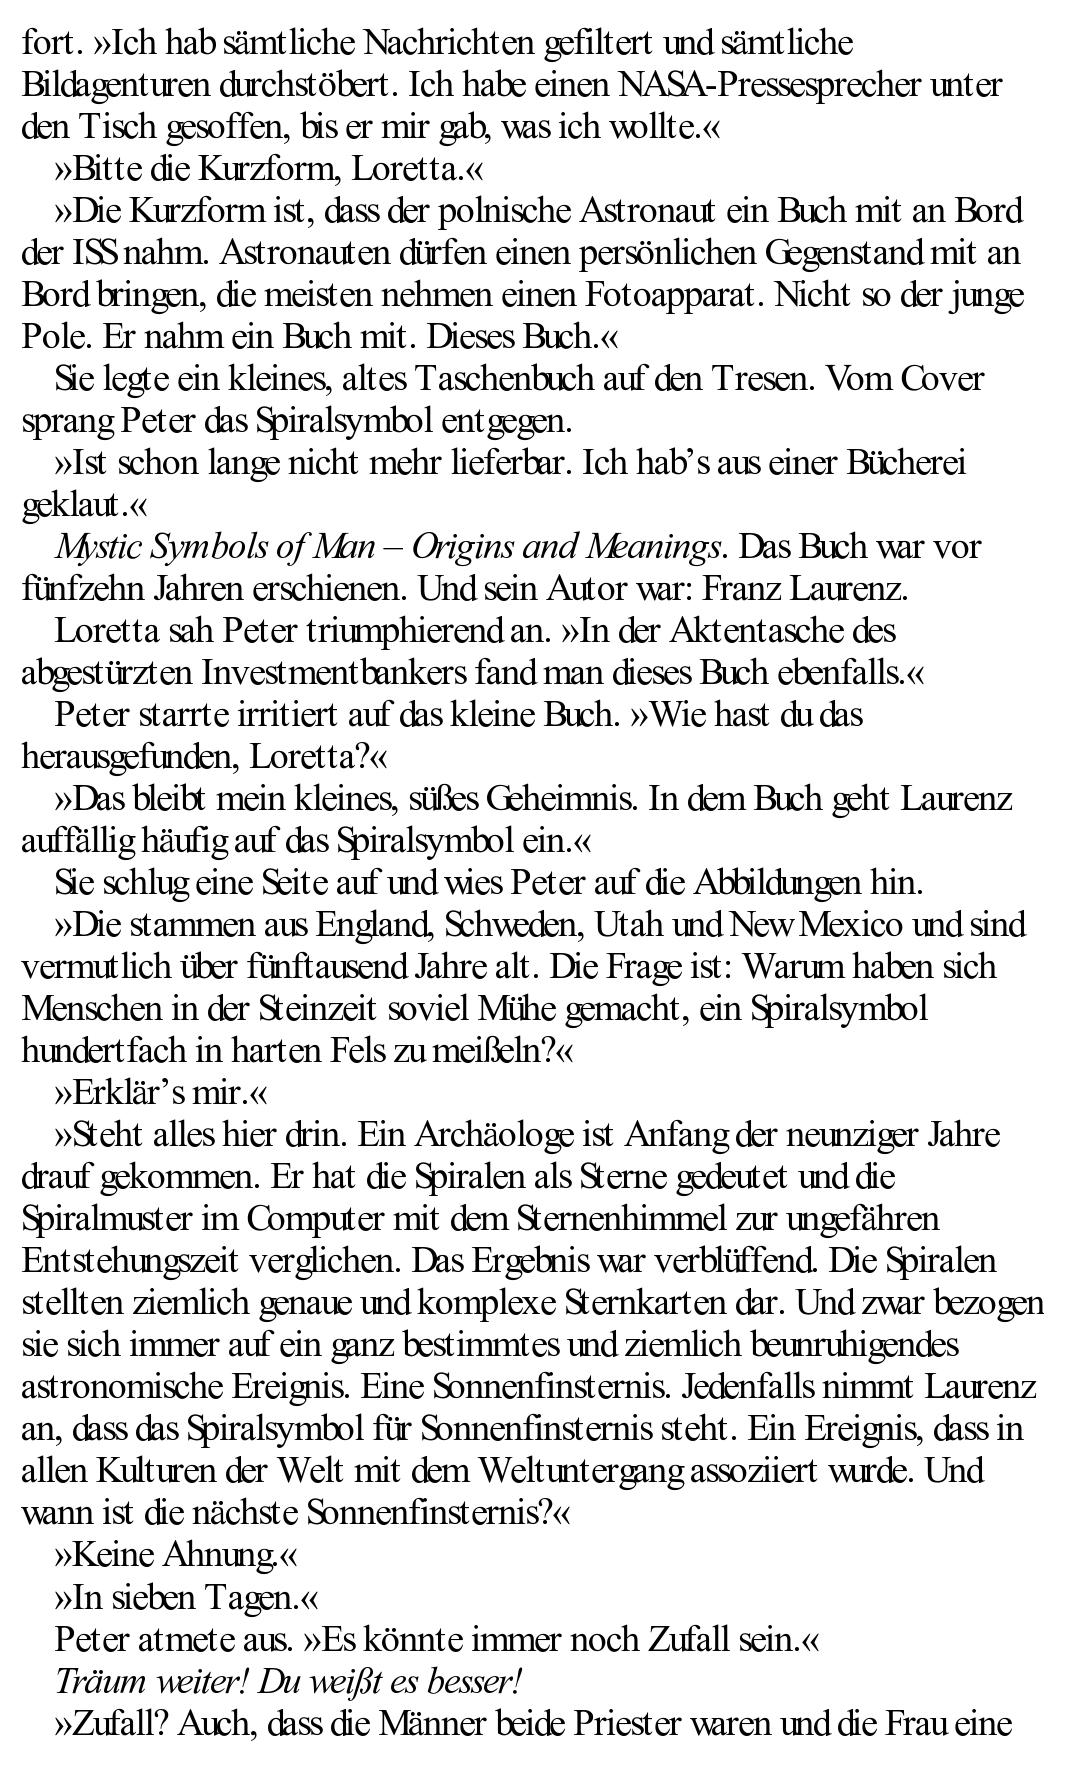 fort. »Ich hab sämtliche Nachrichten gefiltert und sämtliche
Bildagenturen durchstöbert. Ich habe einen NASA-Pressesprecher unter
den Tisch gesoffen, bis er mir gab, was ich wollte.«
»Bitte die Kurzform, Loretta.«
»Die Kurzform ist, dass der polnische Astronaut ein Buch mit an Bord
der ISS nahm. Astronauten dürfen einen persönlichen Gegenstand mit an
Bord bringen, die meisten nehmen einen Fotoapparat. Nicht so der junge
Pole. Er nahm ein Buch mit. Dieses Buch.«
Sie legte ein kleines, altes Taschenbuch auf den Tresen. Vom Cover
sprang Peter das Spiralsymbol entgegen.
»Ist schon lange nicht mehr lieferbar. Ich hab’s aus einer Bücherei
geklaut.«
Mystic Symbols of Man – Origins and Meanings. Das Buch war vor
fünfzehn Jahren erschienen. Und sein Autor war: Franz Laurenz.
Loretta sah Peter triumphierend an. »In der Aktentasche des
abgestürzten Investmentbankers fand man dieses Buch ebenfalls.«
Peter starrte irritiert auf das kleine Buch. »Wie hast du das
herausgefunden, Loretta?«
»Das bleibt mein kleines, süßes Geheimnis. In dem Buch geht Laurenz
auffällig häufig auf das Spiralsymbol ein.«
Sie schlug eine Seite auf und wies Peter auf die Abbildungen hin.
»Die stammen aus England, Schweden, Utah und New Mexico und sind
vermutlich über fünftausend Jahre alt. Die Frage ist: Warum haben sich
Menschen in der Steinzeit soviel Mühe gemacht, ein Spiralsymbol
hundertfach in harten Fels zu meißeln?«
»Erklär’s mir.«
»Steht alles hier drin. Ein Archäologe ist Anfang der neunziger Jahre
drauf gekommen. Er hat die Spiralen als Sterne gedeutet und die
Spiralmuster im Computer mit dem Sternenhimmel zur ungefähren
Entstehungszeit verglichen. Das Ergebnis war verblüffend. Die Spiralen
stellten ziemlich genaue und komplexe Sternkarten dar. Und zwar bezogen
sie sich immer auf ein ganz bestimmtes und ziemlich beunruhigendes
astronomische Ereignis. Eine Sonnenfinsternis. Jedenfalls nimmt Laurenz
an, dass das Spiralsymbol für Sonnenfinsternis steht. Ein Ereignis, dass in
allen Kulturen der Welt mit dem Weltuntergang assoziiert wurde. Und
wann ist die nächste Sonnenfinsternis?«
»Keine Ahnung.«
»In sieben Tagen.«
Peter atmete aus. »Es könnte immer noch Zufall sein.«
Träum weiter! Du weißt es besser!
»Zufall? Auch, dass die Männer beide Priester waren und die Frau eine